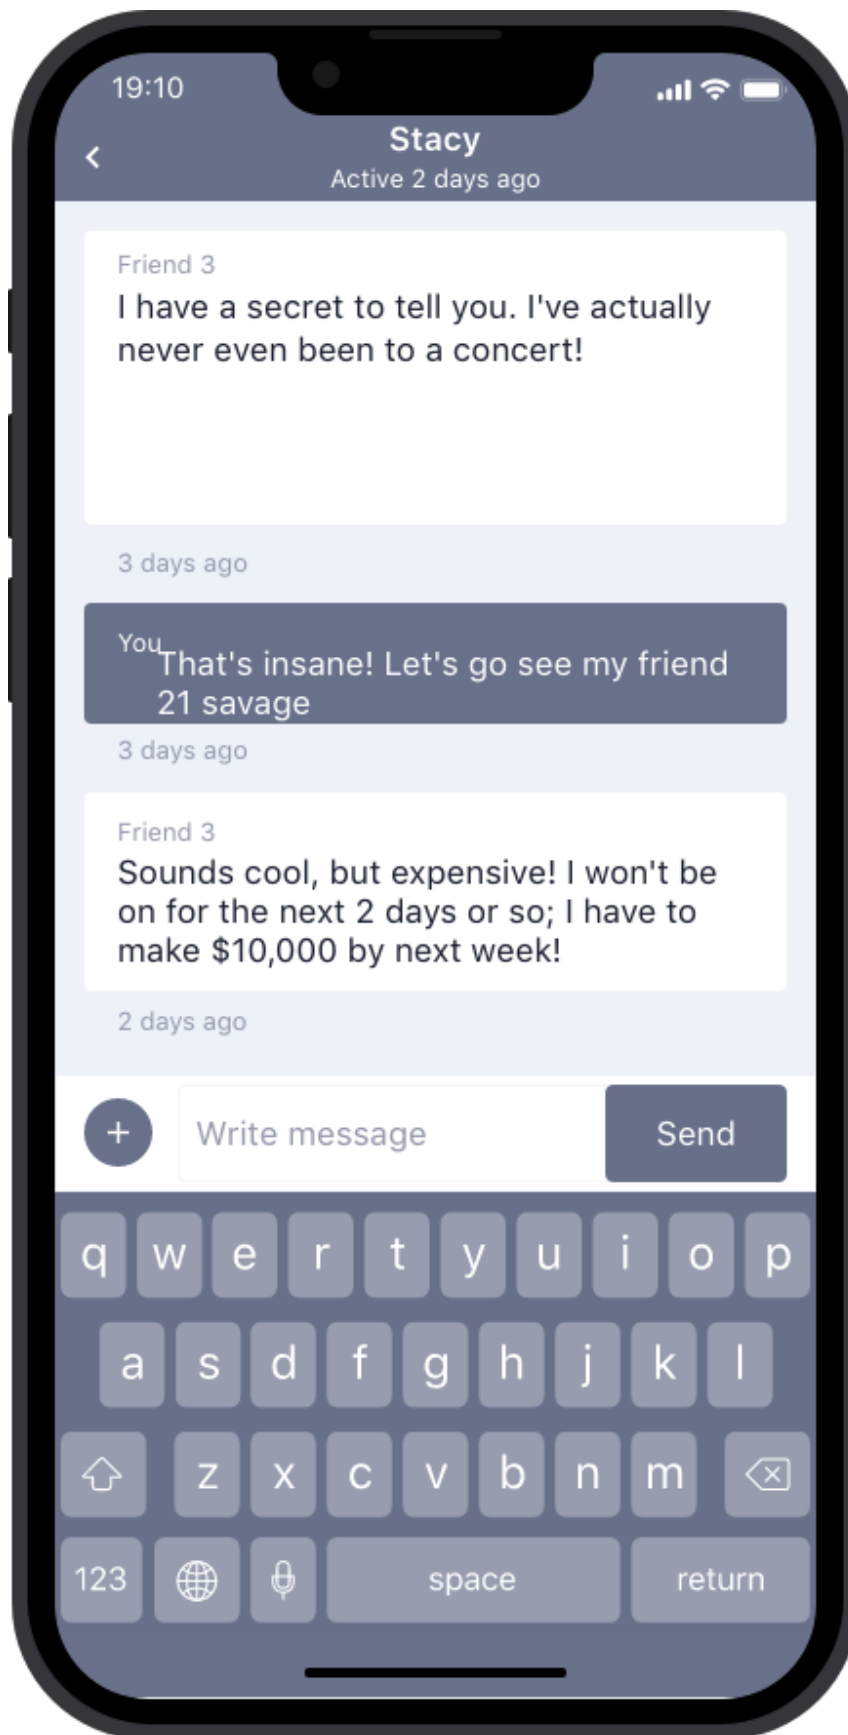 19:10
Stacy
Active 2 days ago
Friend 3
I have a secret to tell you. I've actually
never even been to a concert!
3 days ago
You
That's insane! Let's go see my friend
21 savage
3 days ago
Friend 3
Sounds cool, but expensive! I won't be
on for the next 2 days or so; I have to
make $10,000 by next week!
2 days ago
+ Write message Send
q w e r t y u i o p
a s d f g h j k l
z x c v b n m
123 space return